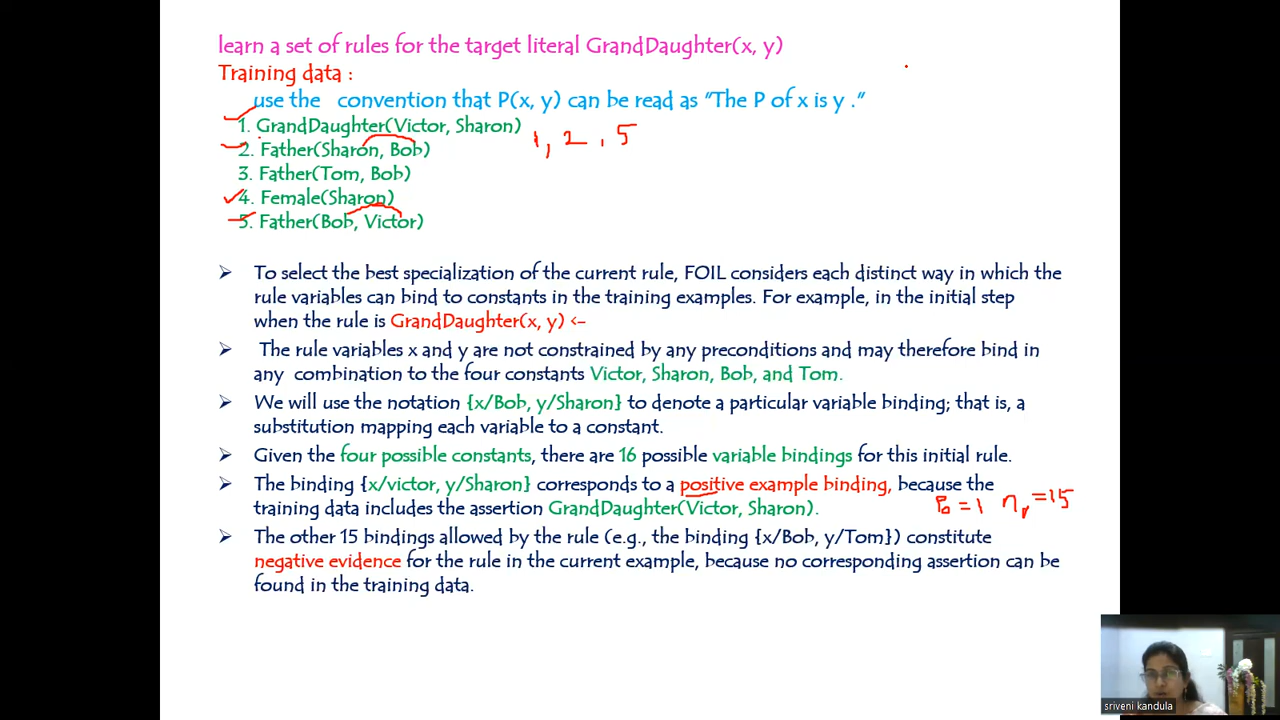 learn a set of rules for the target literal GrandDaughter(x, y)
Training data :
use the convention that P(x, y) can be read as "The P of x is y ."
1. GrandDaughter(Victor, Sharon)
1, 2, 5
2. Father(Sharon, Bob)
3. Father(Tom, Bob)
4. Female(Sharon)
5. Father(Bob, Victor)
➢ To select the best specialization of the current rule, FOIL considers each distinct way in which the
rule variables can bind to constants in the training examples. For example, in the initial step
when the rule is GrandDaughter(x, y) <-
➢ The rule variables x and y are not constrained by any preconditions and may therefore bind in
any combination to the four constants Victor, Sharon, Bob, and Tom.
➢ We will use the notation {x/Bob, y/Sharon} to denote a particular variable binding; that is, a
substitution mapping each variable to a constant.
➢ Given the four possible constants, there are 16 possible variable bindings for this initial rule.
➢ The binding {x/victor, y/Sharon} corresponds to a positive example binding, because the
training data includes the assertion GrandDaughter(Victor, Sharon).
=1 =15
➢ The other 15 bindings allowed by the rule (e.g., the binding {x/Bob, y/Tom}) constitute
negative evidence for the rule in the current example, because no corresponding assertion can be
found in the training data.
sriveni kandula